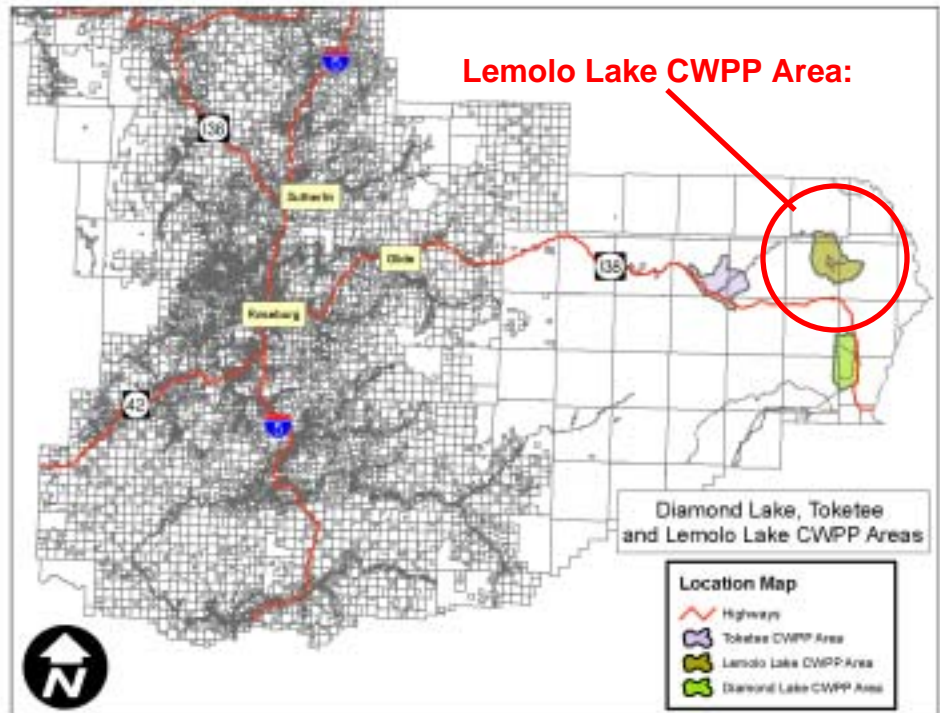 Lemolo Lake CWPP Area:
138
Sutherlin
Glide
138
Roseburg
42
Diamond Lake, Toketee
and Lemolo Lake CWPP Areas
Location Map
Highways
Toketee CWPP Area
Lemolo Lake CWPP Area
Diamond Lake CWPP Area
N